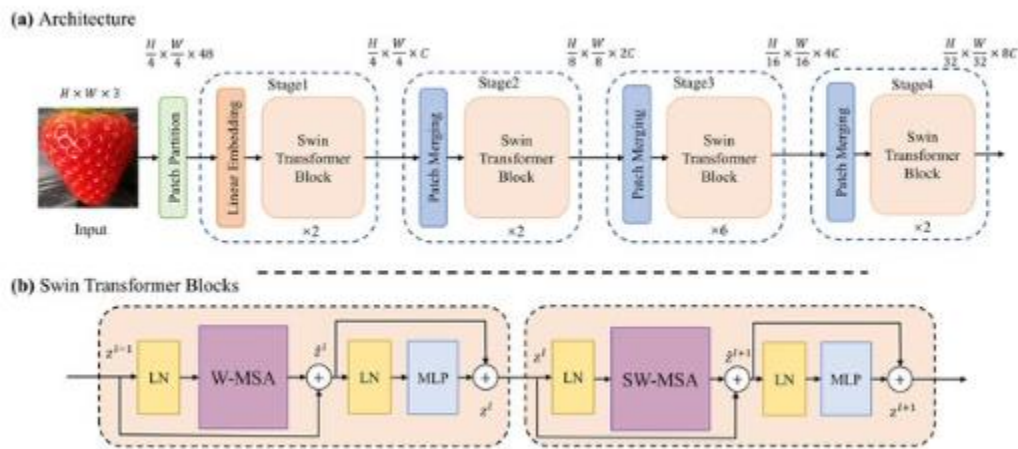 (a) Architecture
H/4 × W/4 × 48
H/4 × W/4 × C
H/8 × W/8 × 2C
H/16 × W/16 × 4C
H/32 × W/32 × 8C
H × W × 3
Stage1
Stage2
Stage3
Stage4
Patch Partition
Linear Embedding
Swin
Transformer
Block
Patch Merging
Swin
Transformer
Block
Patch Merging
Swin
Transformer
Block
Patch Merging
Swin
Transformer
Block
Input
×2
×2
×6
×2
(b) Swin Transformer Blocks
z^{l-1}
LN
W-MSA
ẑ^l
+
LN
MLP
+
z^l
z^l
LN
SW-MSA
ẑ^{l+1}
+
LN
MLP
+
z^{l+1}